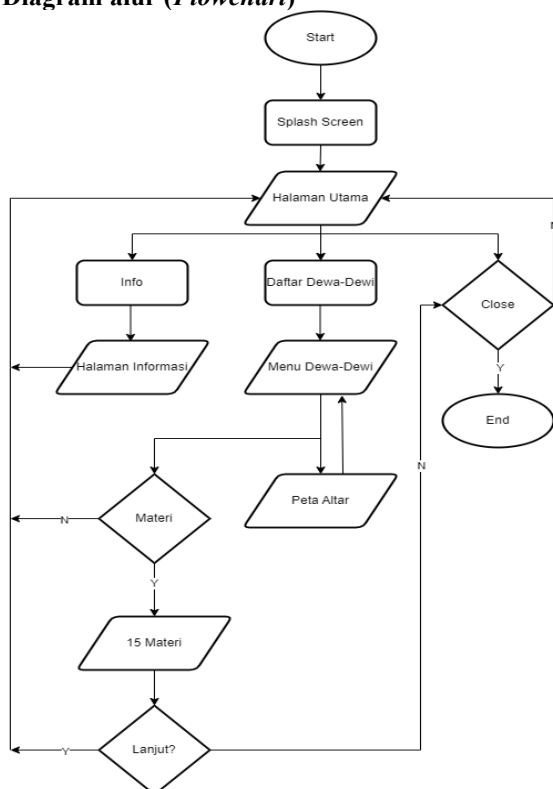 Diagram alur (Flowchart)
Start
Splash Screen
Halaman Utama
N
Info
Daftar Dewa-Dewi
Close
Halaman Informasi
Menu Dewa-Dewi
Y
End
N
Materi
N
Peta Altar
Y
15 Materi
Y
Lanjut?